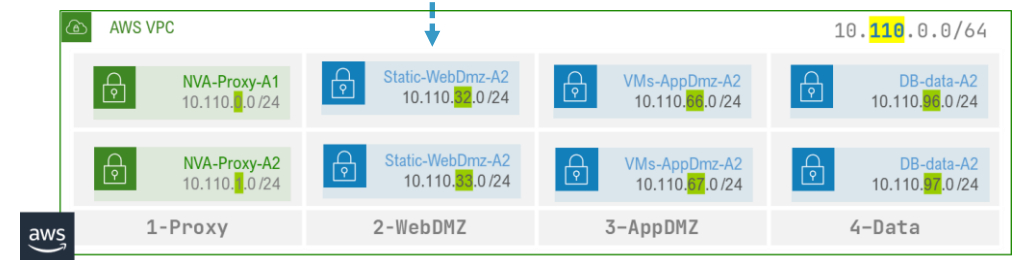 AWS VPC
10.110.0.0/64
NVA-Proxy-A1
10.110.0.0/24
Static-WebDmz-A2
10.110.32.0/24
VMs-AppDmz-A2
10.110.66.0/24
DB-data-A2
10.110.96.0/24
NVA-Proxy-A2
10.110.1.0/24
Static-WebDmz-A2
10.110.33.0/24
VMs-AppDmz-A2
10.110.67.0/24
DB-data-A2
10.110.97.0/24
1-Proxy
2-WebDMZ
3-AppDMZ
4-Data
aws